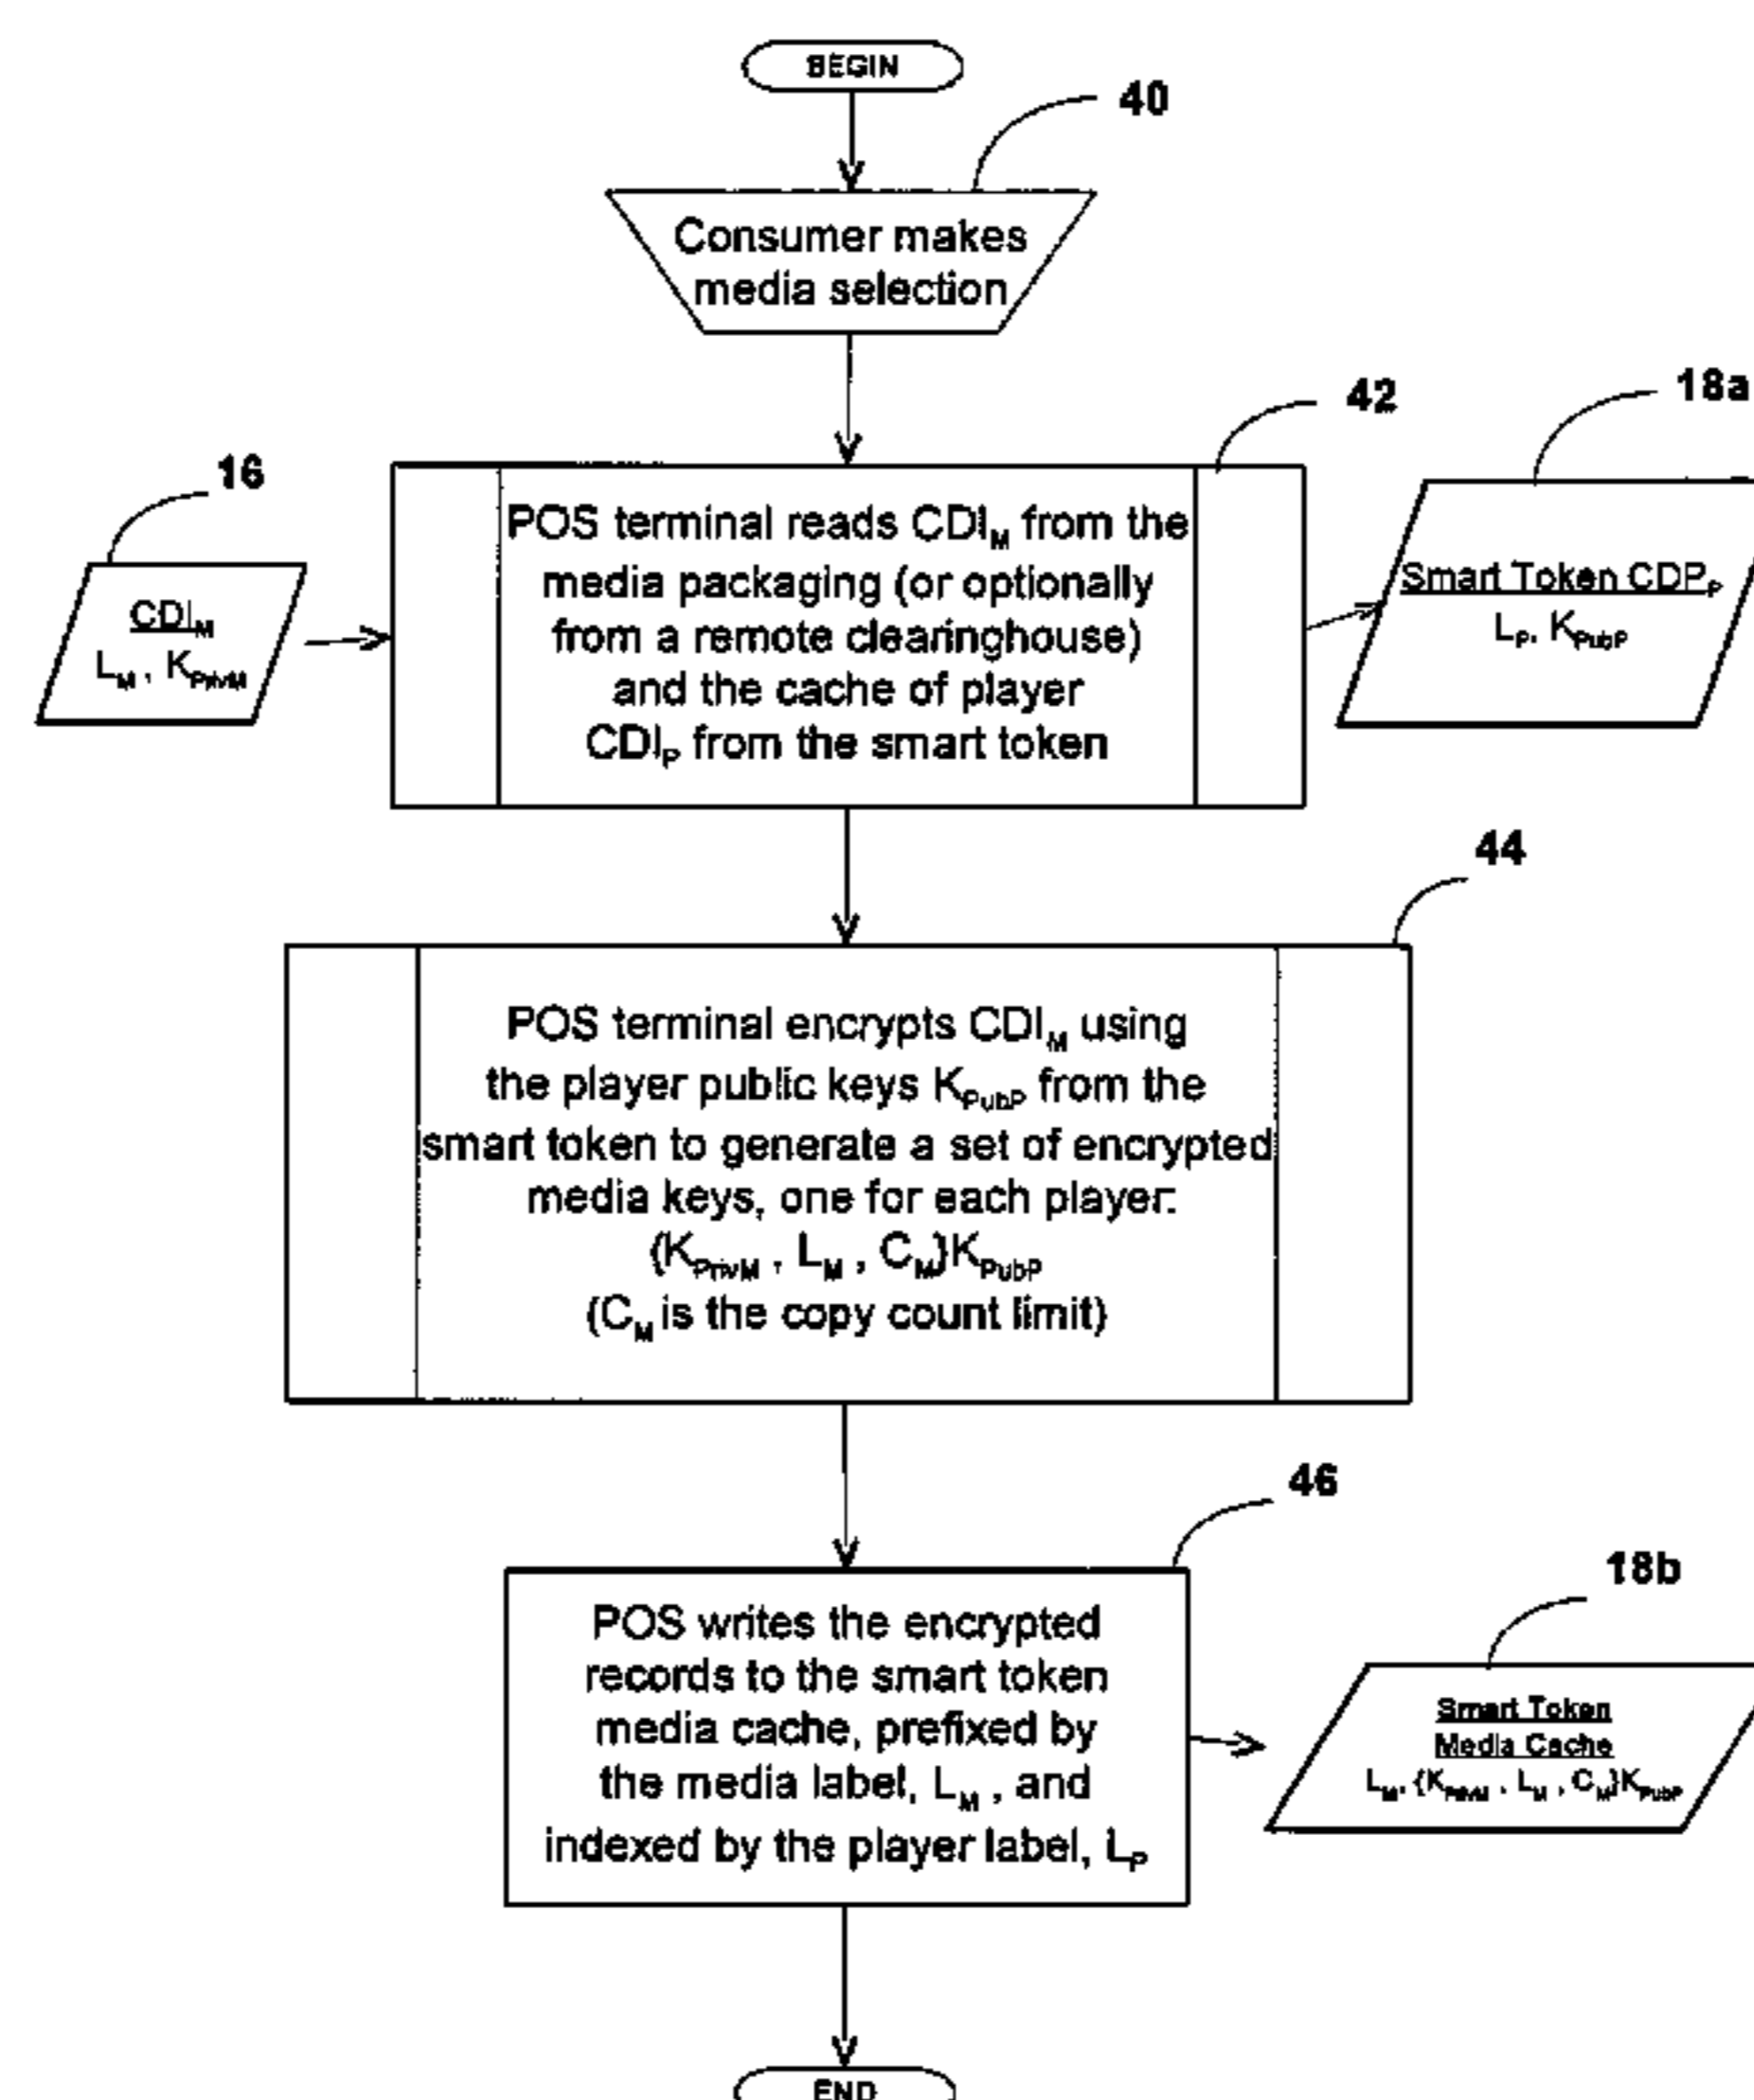 BEGIN
40
Consumer makes
media selection
42
18a
16
CDI_M
L_M , K_PrivM
POS terminal reads CDI_M from the
media packaging (or optionally
from a remote clearinghouse)
and the cache of player
CDI_P from the smart token
Smart Token CDP_P
L_P, K_PubP
44
POS terminal encrypts CDI_M using
the player public keys K_PubP from the
smart token to generate a set of encrypted
media keys, one for each player:
(K_PrivM , L_M , C_M)K_PubP
(C_M is the copy count limit)
46
18b
POS writes the encrypted
records to the smart token
media cache, prefixed by
the media label, L_M , and
indexed by the player label, L_P
Smart Token
Media Cache
L_M, (K_PrivM , L_M , C_M)K_PubP
END